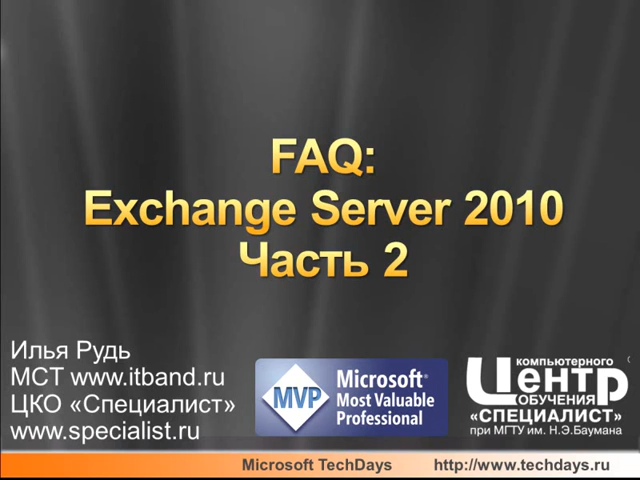 FAQ:
Exchange Server 2010
Часть 2
Илья Рудь
МСТ www.itband.ru
ЦКО «Специалист»
www.specialist.ru
MVP
Microsoft®
Most Valuable
Professional
компьютерного
Центр
ОБУЧЕНИЯ
«СПЕЦИАЛИСТ»
при МГТУ им. Н.Э.Баумана
Microsoft TechDays
http://www.techdays.ru